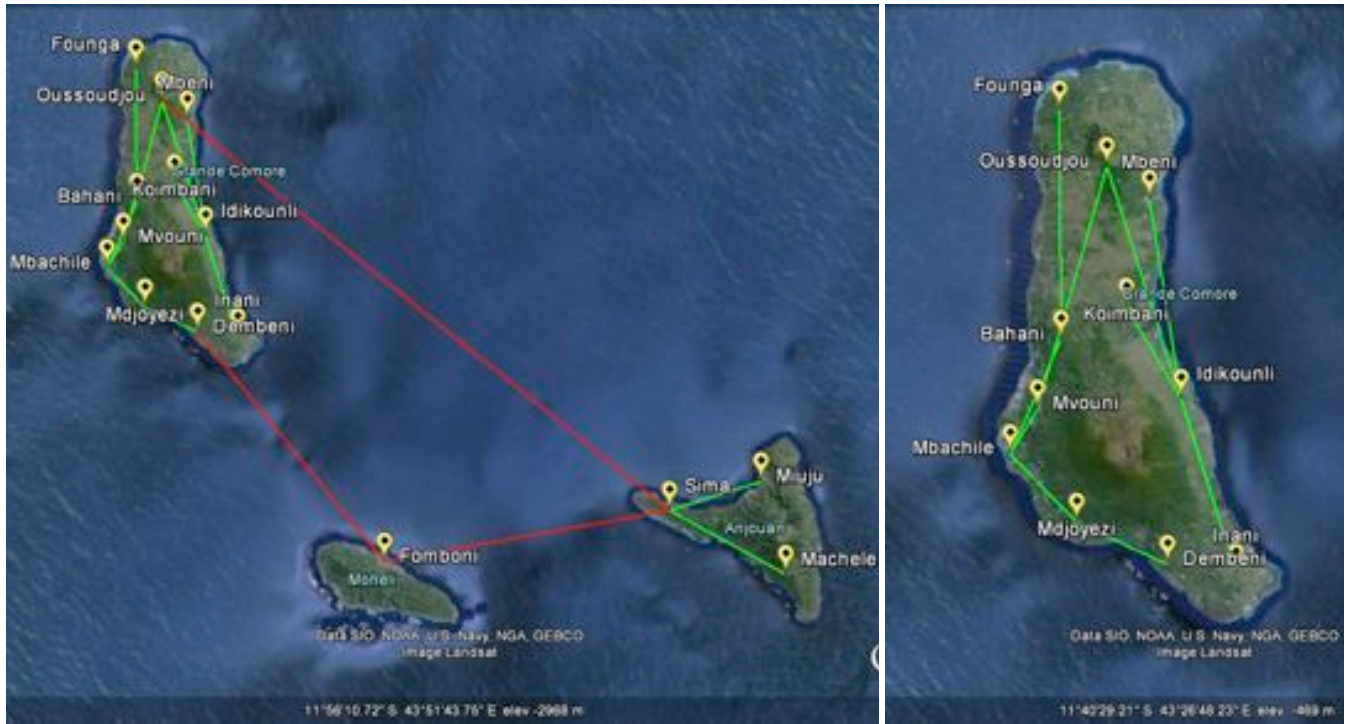 Founga
Oussoudjou
Mbeni
Grande Comore
Bahani
Koimbani
Idikounli
Mvouni
Mbachile
Mdjoyezi
Inani
Dembeni
Sima
Miuju
Anjouan
Machele
Fomboni
Moheli
Data SIO, NOAA, U.S. Navy, NGA, GEBCO
Image Landsat
11°56'10.72" S 43°51'43.75" E elev -2968 m
Founga
Oussoudjou
Mbeni
Grande Comore
Koimbani
Bahani
Idikounli
Mvouni
Mbachile
Mdjoyezi
Inani
Dembeni
Data SIO, NOAA, U.S. Navy, NGA, GEBCO
Image Landsat
11°40'29.21" S 43°26'48.23" E elev -469 m